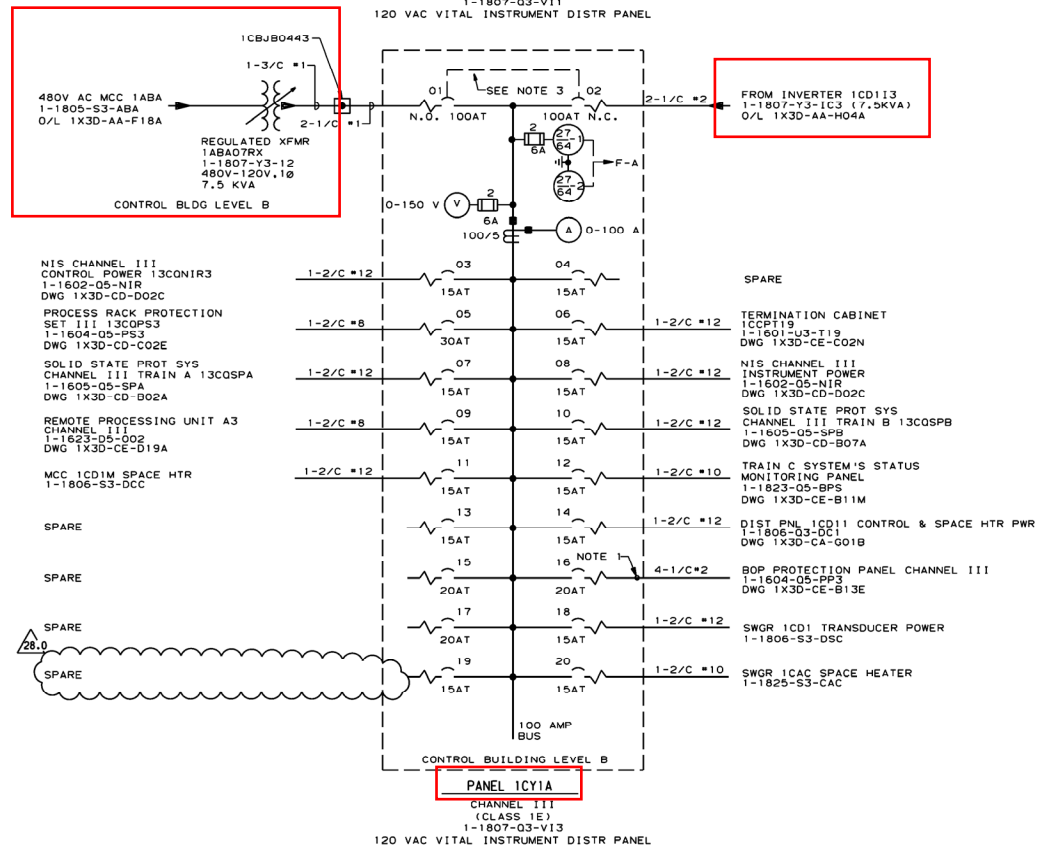 1-1807-Q3-VI1
120 VAC VITAL INSTRUMENT DISTR PANEL
1CBJB0443
1-3/C #1
480V AC MCC 1ABA
1-1805-S3-ABA
O/L 1X3D-AA-F18A
2-1/C #1
REGULATED XFMR
1ABA07RX
1-1807-Y3-12
480V-120V,1Ø
7.5 KVA
CONTROL BLDG LEVEL B
01
SEE NOTE 3
02
N.O. 100AT
100AT N.C.
2-1/C #2
FROM INVERTER 1CD1I3
1-1807-Y3-IC3 (7.5KVA)
O/L 1X3D-AA-H04A
2
6A
27
64
-1
F-A
27
64
-2
0-150 V
V
2
6A
100/5
A
0-100 A
NIS CHANNEL III
CONTROL POWER 13CQNIR3
1-1602-Q5-NIR
DWG 1X3D-CD-D02C
1-2/C #12
03
15AT
04
15AT
SPARE
PROCESS RACK PROTECTION
SET III 13CQPS3
1-1604-Q5-PS3
DWG 1X3D-CD-C02E
1-2/C #8
05
30AT
06
15AT
1-2/C #12
TERMINATION CABINET
1CCPT19
1-1601-U3-T19
DWG 1X3D-CE-C02N
SOLID STATE PROT SYS
CHANNEL III TRAIN A 13CQSPA
1-1605-Q5-SPA
DWG 1X3D-CD-B02A
1-2/C #12
07
15AT
08
15AT
1-2/C #12
NIS CHANNEL III
INSTRUMENT POWER
1-1602-Q5-NIR
DWG 1X3D-CD-D02C
REMOTE PROCESSING UNIT A3
CHANNEL III
1-1623-D5-002
DWG 1X3D-CE-D19A
1-2/C #8
09
15AT
10
15AT
1-2/C #12
SOLID STATE PROT SYS
CHANNEL III TRAIN B 13CQSPB
1-1605-Q5-SPB
DWG 1X3D-CD-B07A
MCC 1CD1M SPACE HTR
1-1806-S3-DCC
1-2/C #12
11
15AT
12
15AT
1-2/C #10
TRAIN C SYSTEM'S STATUS
MONITORING PANEL
1-1823-Q5-BPS
DWG 1X3D-CE-B11M
SPARE
13
15AT
14
15AT
1-2/C #12
DIST PNL 1CD11 CONTROL & SPACE HTR PWR
1-1806-Q3-DC1
DWG 1X3D-CA-G01B
SPARE
15
20AT
16
20AT
NOTE 1
4-1/C#2
BOP PROTECTION PANEL CHANNEL III
1-1604-Q5-PP3
DWG 1X3D-CE-B13E
SPARE
17
20AT
18
15AT
1-2/C #12
SWGR 1CD1 TRANSDUCER POWER
1-1806-S3-DSC
28.0
SPARE
19
15AT
20
15AT
1-2/C #10
SWGR 1CAC SPACE HEATER
1-1825-S3-CAC
100 AMP
BUS
CONTROL BUILDING LEVEL B
PANEL 1CY1A
CHANNEL III
(CLASS 1E)
1-1807-Q3-VI3
120 VAC VITAL INSTRUMENT DISTR PANEL